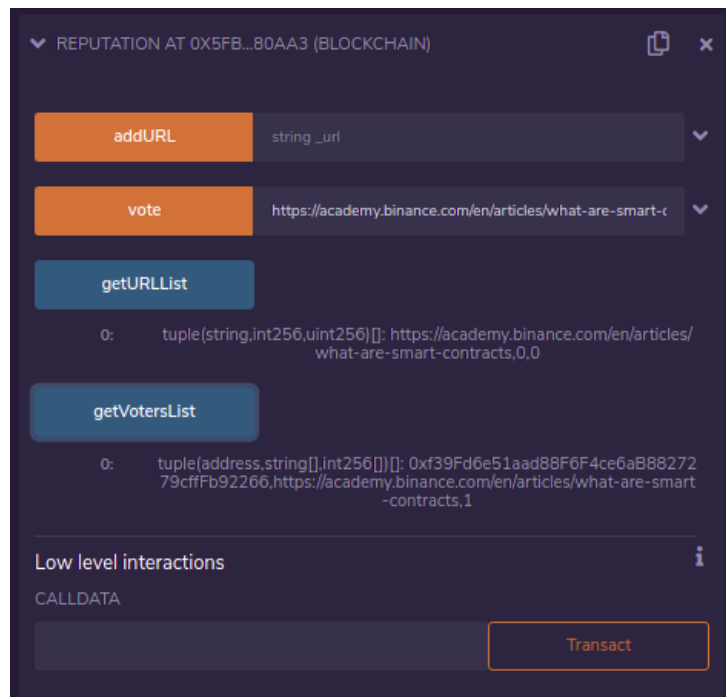 REPUTATION AT 0X5FB...80AA3 (BLOCKCHAIN)
addURL
string _url
vote
https://academy.binance.com/en/articles/what-are-smart-c
getURLList
0: tuple(string,int256,uint256)[]: https://academy.binance.com/en/articles/
what-are-smart-contracts,0,0
getVotersList
0: tuple(address,string[],int256[])[]: 0xf39Fd6e51aad88F6F4ce6aB88272
79cffFb92266,https://academy.binance.com/en/articles/what-are-smart
-contracts,1
Low level interactions
i
CALLDATA
Transact